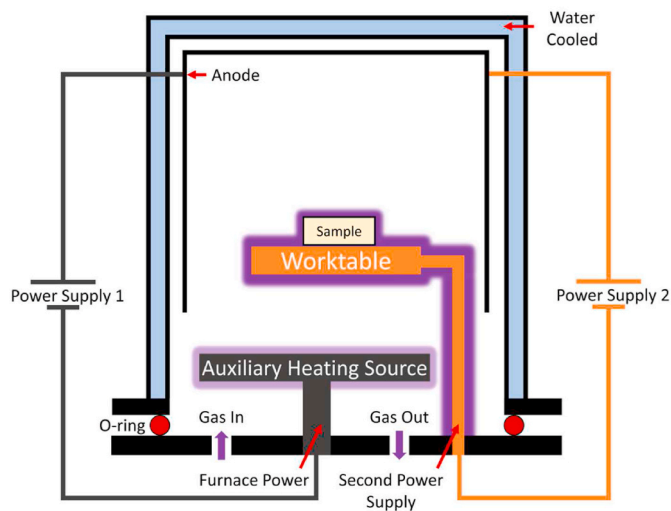 Water
Cooled
Anode
Sample
Worktable
Power Supply 1
Power Supply 2
Auxiliary Heating Source
O-ring
Gas In
Gas Out
Furnace Power
Second Power
Supply